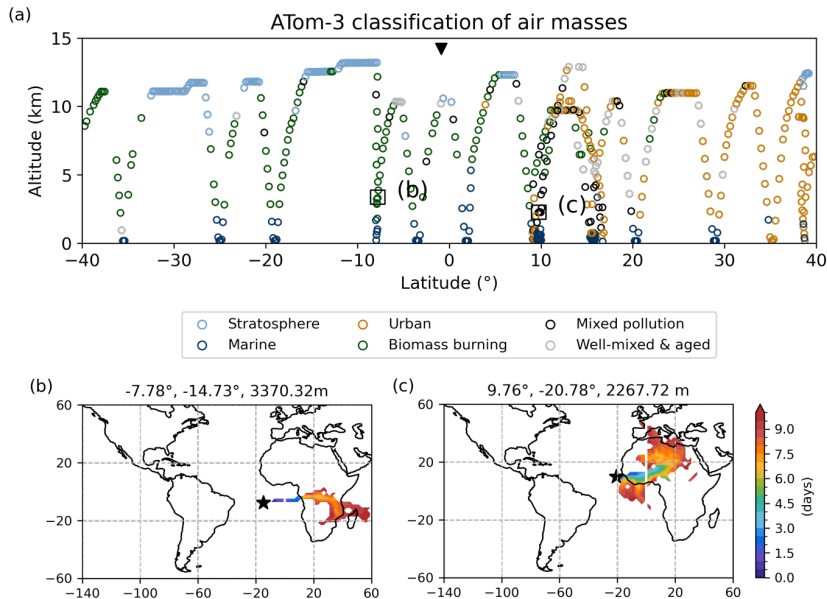 (a)
ATom-3 classification of air masses
15
10
5
0
Altitude (km)
(b)
(c)
−40 −30 −20 −10 0 10 20 30 40
Latitude (°)
Stratosphere Urban Mixed pollution
Marine Biomass burning Well-mixed & aged
(b)
-7.78°, -14.73°, 3370.32m
60
20
−20
−60
−140 −100 −60 −20 20 60
(c)
9.76°, -20.78°, 2267.72 m
60
20
−20
−60
−140 −100 −60 −20 20 60
9.0
7.5
6.0
4.5
3.0
1.5
0.0
(days)